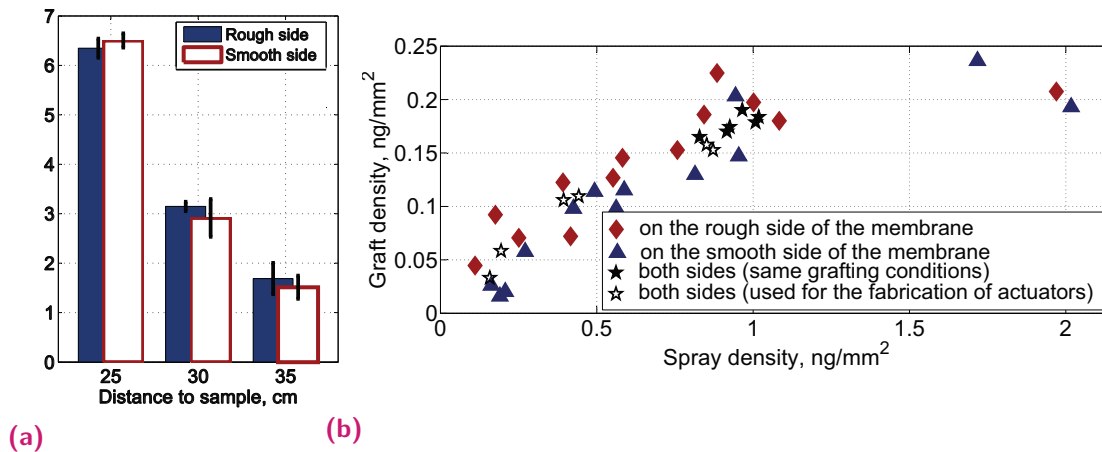 7
6
5
4
3
2
1
0
Rough side
Smooth side
25 30 35
Distance to sample, cm
(a)
0.25
0.2
0.15
0.1
0.05
0
Graft density, ng/mm²
on the rough side of the membrane
on the smooth side of the membrane
both sides (same grafting conditions)
both sides (used for the fabrication of actuators)
0 0.5 1 1.5 2
Spray density, ng/mm²
(b)